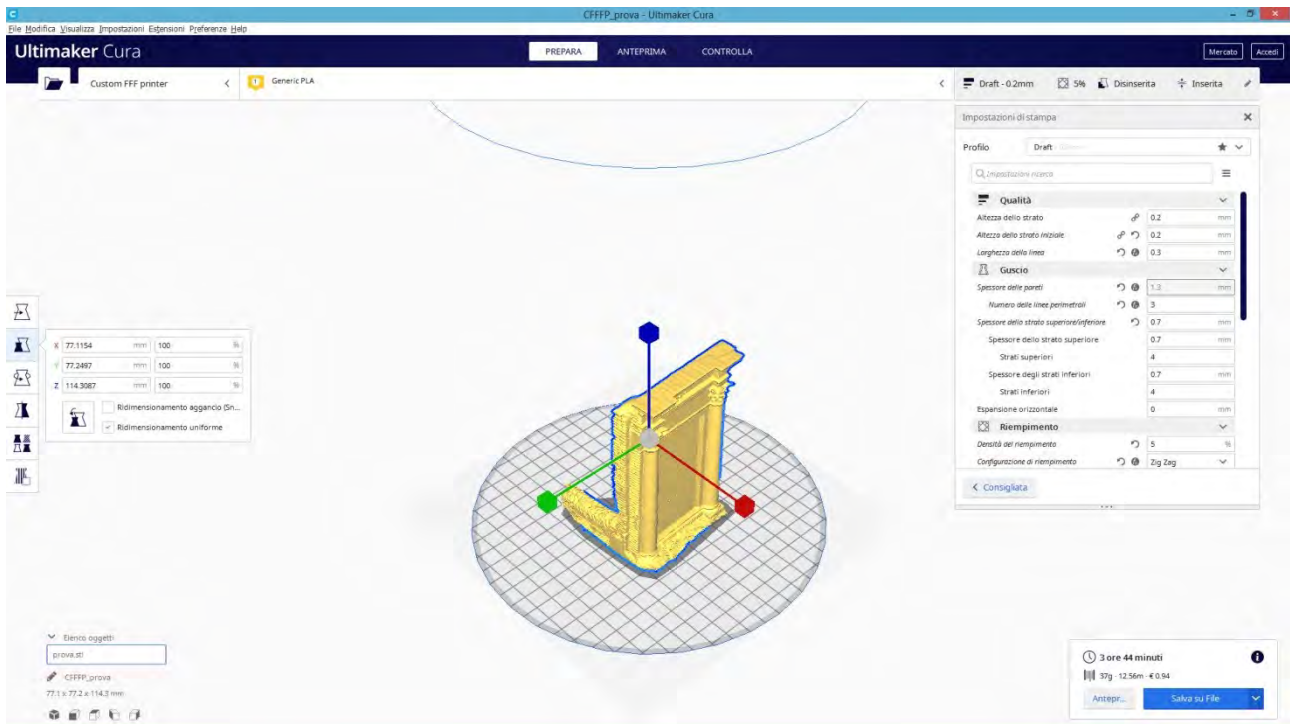 CFFFP_prova - Ultimaker Cura
File Modifica Visualizza Impostazioni Estensioni Preferenze Help
Ultimaker Cura
PREPARA ANTEPRIMA CONTROLLA
Mercato Accedi
Custom FFF printer
Generic PLA
Draft - 0.2mm 5% Disinserita Inserita
Impostazioni di stampa
Profilo Draft
Impostazioni ricerca
Qualità
Altezza dello strato 0.2 mm
Altezza dello strato iniziale 0.2 mm
Larghezza della linea 0.3 mm
Guscio
Spessore delle pareti 1.3 mm
Numero delle linee perimetrali 3
Spessore dello strato superiore/inferiore 0.7 mm
Spessore dello strato superiore 0.7 mm
Strati superiori 4
Spessore degli strati inferiori 0.7 mm
Strati inferiori 4
Espansione orizzontale 0 mm
Riempimento
Densità del riempimento 5 %
Configurazione di riempimento Zig Zag
Consigliata
X 77.1154 mm 100 %
Y 77.2497 mm 100 %
Z 114.3087 mm 100 %
Ridimensionamento aggancio (Sn...
Ridimensionamento uniforme
Elenco oggetti
prova.stl
CFFFP_prova
77.1 x 77.2 x 114.3 mm
3 ore 44 minuti
37g · 12.56m · € 0.94
Antepr... Salva su File